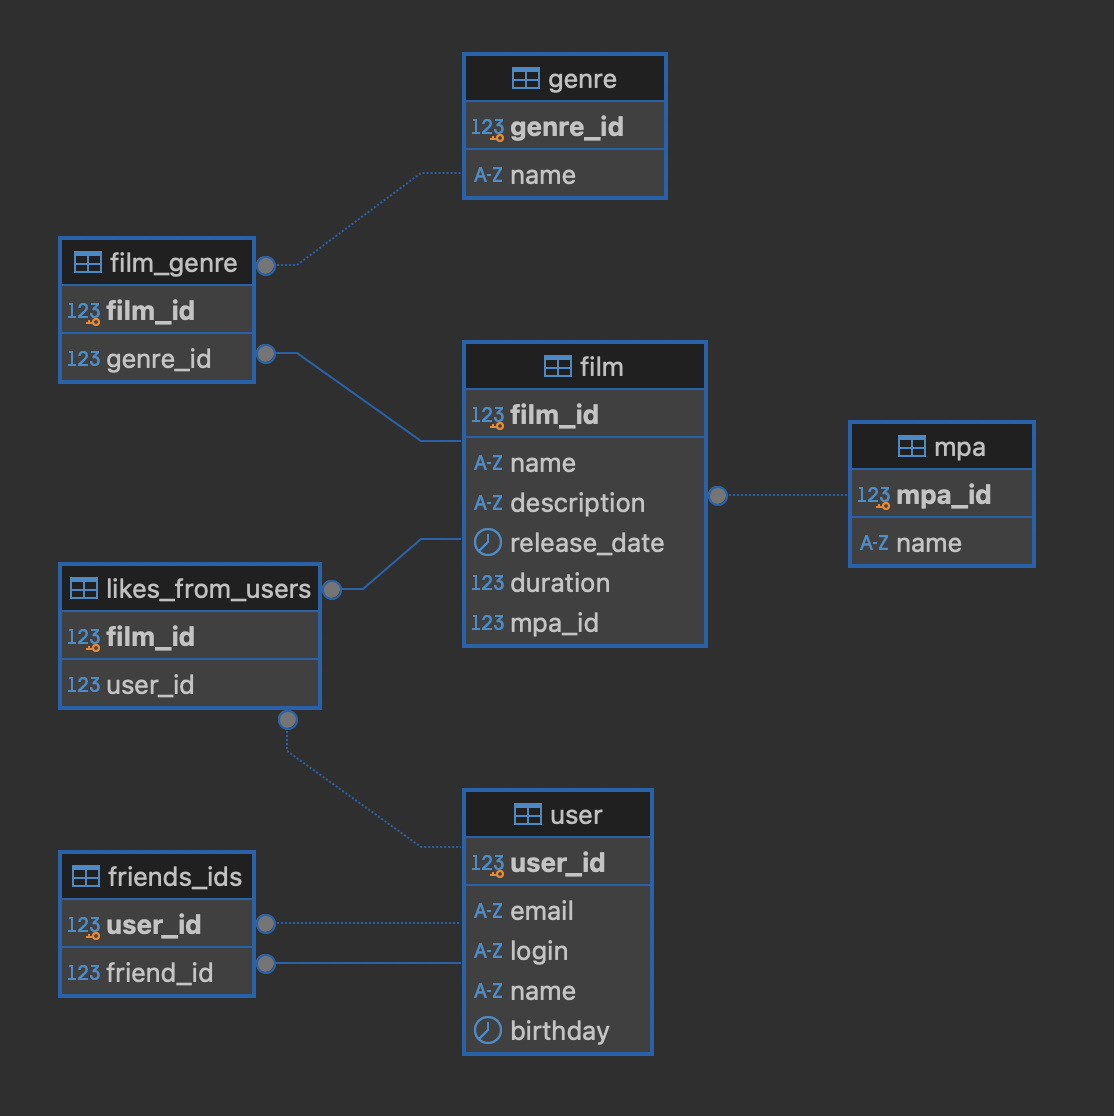 genre
123 genre_id
A-Z name
film_genre
123 film_id
123 genre_id
film
123 film_id
A-Z name
A-Z description
release_date
123 duration
123 mpa_id
mpa
123 mpa_id
A-Z name
likes_from_users
123 film_id
123 user_id
user
123 user_id
A-Z email
A-Z login
A-Z name
birthday
friends_ids
123 user_id
123 friend_id